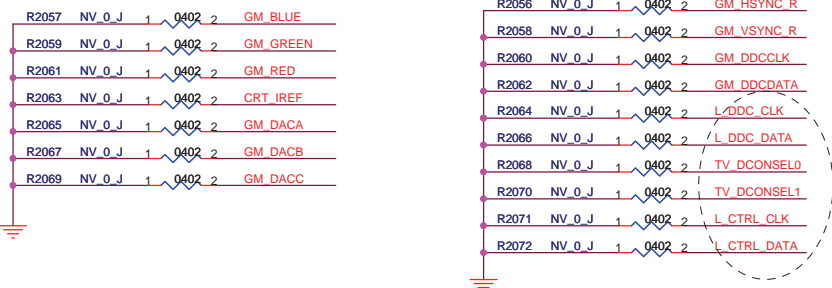 R2057 NV_0_J 1 0402 2 GM_BLUE
R2059 NV_0_J 1 0402 2 GM_GREEN
R2061 NV_0_J 1 0402 2 GM_RED
R2063 NV_0_J 1 0402 2 CRT_IREF
R2065 NV_0_J 1 0402 2 GM_DACA
R2067 NV_0_J 1 0402 2 GM_DACB
R2069 NV_0_J 1 0402 2 GM_DACC
R2056 NV_0_J 1 0402 2 GM_HSYNC_R
R2058 NV_0_J 1 0402 2 GM_VSYNC_R
R2060 NV_0_J 1 0402 2 GM_DDCCLK
R2062 NV_0_J 1 0402 2 GM_DDCDATA
R2064 NV_0_J 1 0402 2 L_DDC_CLK
R2066 NV_0_J 1 0402 2 L_DDC_DATA
R2068 NV_0_J 1 0402 2 TV_DCONSEL0
R2070 NV_0_J 1 0402 2 TV_DCONSEL1
R2071 NV_0_J 1 0402 2 L_CTRL_CLK
R2072 NV_0_J 1 0402 2 L_CTRL_DATA